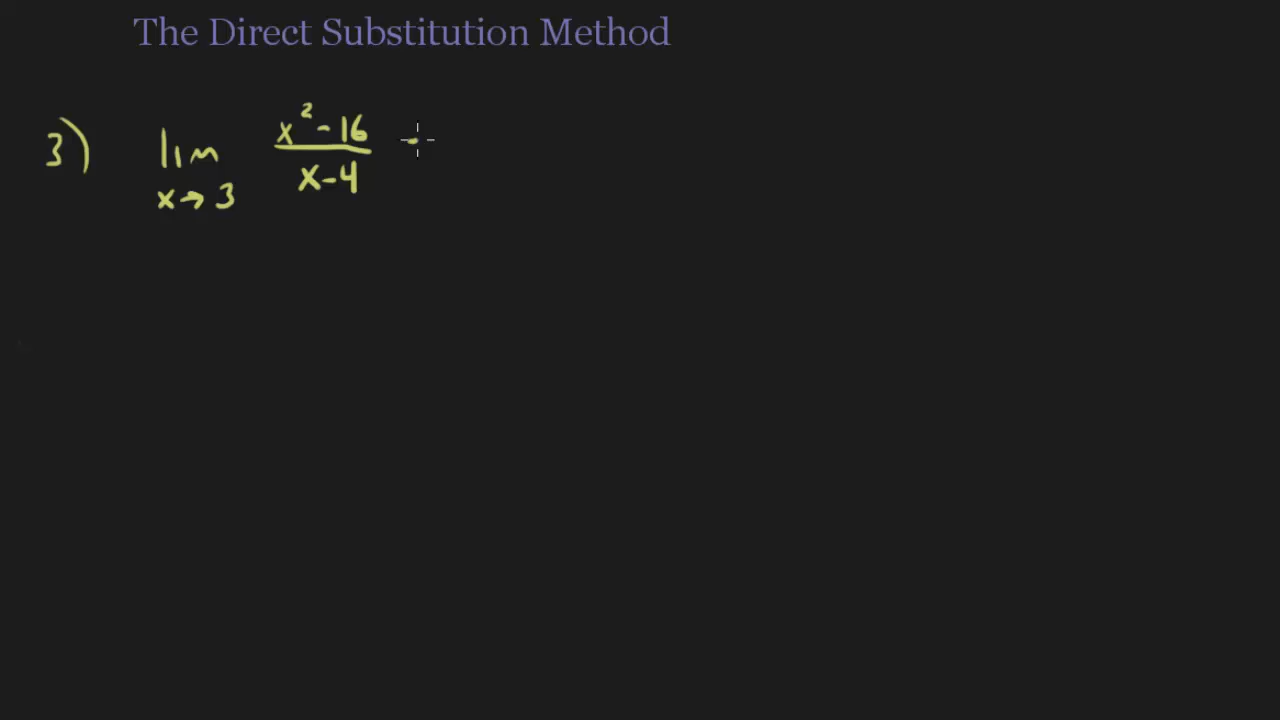 The Direct Substitution Method
3) lim x→3 x²-16 / x-4 -